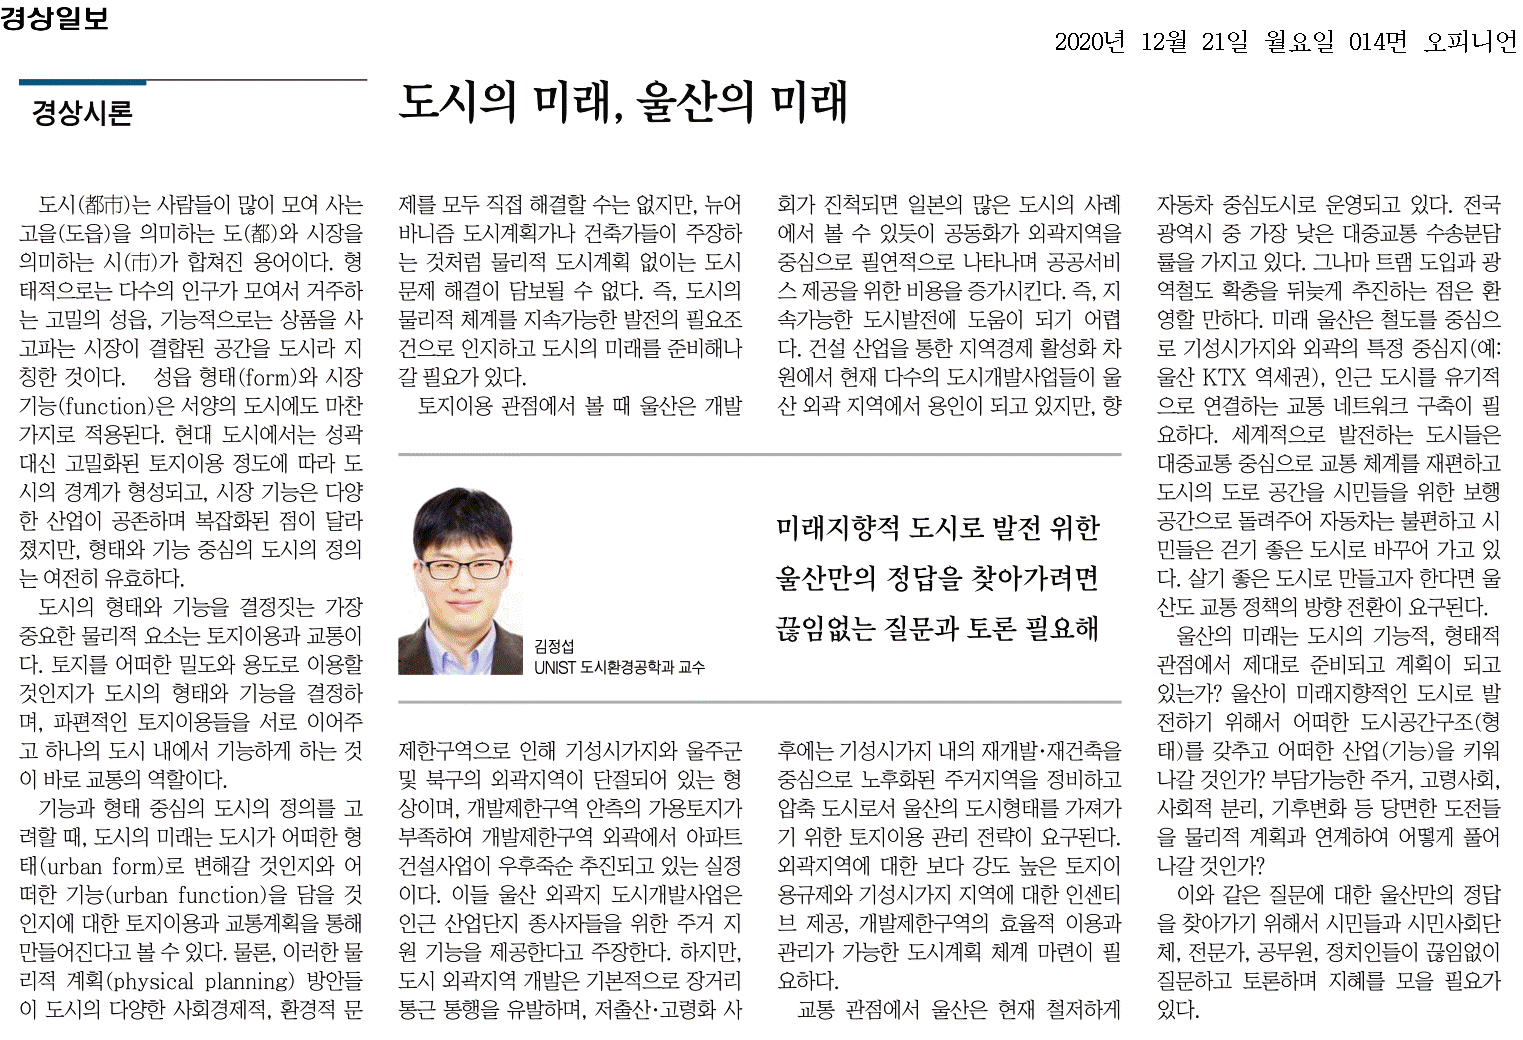 경상일보
2020년 12월 21일 월요일 014면 오피니언
경상시론
도시의 미래, 울산의 미래
도시(都市)는 사람들이 많이 모여 사는
고을(도읍)을 의미하는 도(都)와 시장을
의미하는 시(市)가 합쳐진 용어이다. 형
태적으로는 다수의 인구가 모여서 거주하
는 고밀의 성읍, 기능적으로는 상품을 사
고파는 시장이 결합된 공간을 도시라 지
칭한 것이다. 성읍 형태(form)와 시장
기능(function)은 서양의 도시에도 마찬
가지로 적용된다. 현대 도시에서는 성곽
대신 고밀화된 토지이용 정도에 따라 도
시의 경계가 형성되고, 시장 기능은 다양
한 산업이 공존하며 복잡화된 점이 달라
졌지만, 형태와 기능 중심의 도시의 정의
는 여전히 유효하다.
도시의 형태와 기능을 결정짓는 가장
중요한 물리적 요소는 토지이용과 교통이
다. 토지를 어떠한 밀도와 용도로 이용할
것인지가 도시의 형태와 기능을 결정하
며, 파편적인 토지이용들을 서로 이어주
고 하나의 도시 내에서 기능하게 하는 것
이 바로 교통의 역할이다.
기능과 형태 중심의 도시의 정의를 고
려할 때, 도시의 미래는 도시가 어떠한 형
태(urban form)로 변해갈 것인지와 어
떠한 기능(urban function)을 담을 것
인지에 대한 토지이용과 교통계획을 통해
만들어진다고 볼 수 있다. 물론, 이러한 물
리적 계획(physical planning) 방안들
이 도시의 다양한 사회경제적, 환경적 문
제를 모두 직접 해결할 수는 없지만, 뉴어
바니즘 도시계획가나 건축가들이 주장하
는 것처럼 물리적 도시계획 없이는 도시
문제 해결이 담보될 수 없다. 즉, 도시의
물리적 체계를 지속가능한 발전의 필요조
건으로 인지하고 도시의 미래를 준비해나
갈 필요가 있다.
토지이용 관점에서 볼 때 울산은 개발
제한구역으로 인해 기성시가지와 울주군
및 북구의 외곽지역이 단절되어 있는 형
상이며, 개발제한구역 안측의 가용토지가
부족하여 개발제한구역 외곽에서 아파트
건설사업이 우후죽순 추진되고 있는 실정
이다. 이들 울산 외곽지 도시개발사업은
인근 산업단지 종사자들을 위한 주거 지
원 기능을 제공한다고 주장한다. 하지만,
도시 외곽지역 개발은 기본적으로 장거리
통근 통행을 유발하며, 저출산·고령화 사
회가 진척되면 일본의 많은 도시의 사례
에서 볼 수 있듯이 공동화가 외곽지역을
중심으로 필연적으로 나타나며 공공서비
스 제공을 위한 비용을 증가시킨다. 즉, 지
속가능한 도시발전에 도움이 되기 어렵
다. 건설 산업을 통한 지역경제 활성화 차
원에서 현재 다수의 도시개발사업들이 울
산 외곽 지역에서 용인이 되고 있지만, 향
후에는 기성시가지 내의 재개발·재건축을
중심으로 노후화된 주거지역을 정비하고
압축 도시로서 울산의 도시형태를 가져가
기 위한 토지이용 관리 전략이 요구된다.
외곽지역에 대한 보다 강도 높은 토지이
용규제와 기성시가지 지역에 대한 인센티
브 제공, 개발제한구역의 효율적 이용과
관리가 가능한 도시계획 체계 마련이 필
요하다.
교통 관점에서 울산은 현재 철저하게
자동차 중심도시로 운영되고 있다. 전국
광역시 중 가장 낮은 대중교통 수송분담
률을 가지고 있다. 그나마 트램 도입과 광
역철도 확충을 뒤늦게 추진하는 점은 환
영할 만하다. 미래 울산은 철도를 중심으
로 기성시가지와 외곽의 특정 중심지(예:
울산 KTX 역세권), 인근 도시를 유기적
으로 연결하는 교통 네트워크 구축이 필
요하다. 세계적으로 발전하는 도시들은
대중교통 중심으로 교통 체계를 재편하고
도시의 도로 공간을 시민들을 위한 보행
공간으로 돌려주어 자동차는 불편하고 시
민들은 걷기 좋은 도시로 바꾸어 가고 있
다. 살기 좋은 도시로 만들고자 한다면 울
산도 교통 정책의 방향 전환이 요구된다.
울산의 미래는 도시의 기능적, 형태적
관점에서 제대로 준비되고 계획이 되고
있는가? 울산이 미래지향적인 도시로 발
전하기 위해서 어떠한 도시공간구조(형
태)를 갖추고 어떠한 산업(기능)을 키워
나갈 것인가? 부담가능한 주거, 고령사회,
사회적 분리, 기후변화 등 당면한 도전들
을 물리적 계획과 연계하여 어떻게 풀어
나갈 것인가?
이와 같은 질문에 대한 울산만의 정답
을 찾아가기 위해서 시민들과 시민사회단
체, 전문가, 공무원, 정치인들이 끊임없이
질문하고 토론하며 지혜를 모을 필요가
있다.
김정섭
UNIST 도시환경공학과 교수
미래지향적 도시로 발전 위한
울산만의 정답을 찾아가려면
끊임없는 질문과 토론 필요해